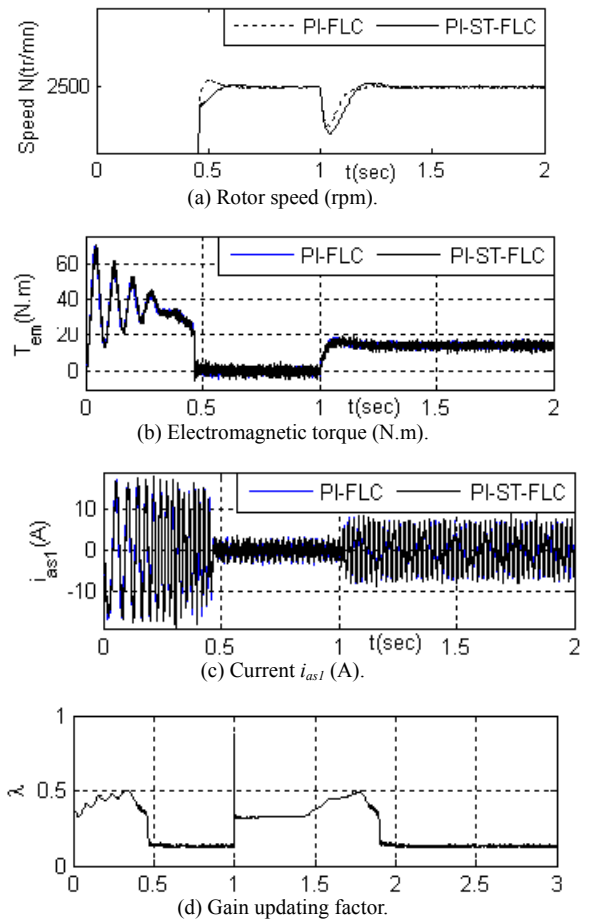 PI-FLC PI-ST-FLC
Speed N(tr/mn)
2500
0 0.5 1 1.5 2
t(sec)
(a) Rotor speed (rpm).
PI-FLC PI-ST-FLC
T_em(N.m)
60
40
20
0
0 0.5 1 1.5 2
t(sec)
(b) Electromagnetic torque (N.m).
PI-FLC PI-ST-FLC
i_as1(A)
10
0
-10
0 0.5 1 1.5 2
t(sec)
(c) Current i_as1 (A).
λ
1
0.5
0
0 0.5 1 1.5 2 2.5 3
(d) Gain updating factor.